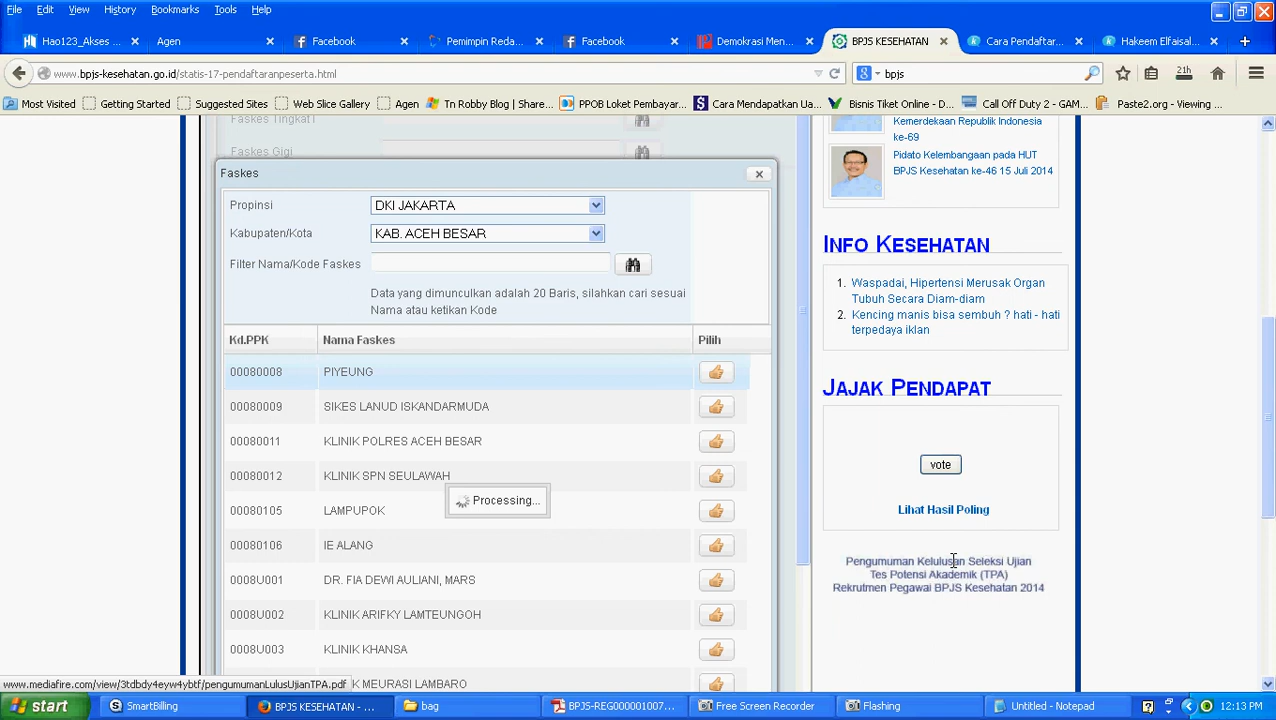 File Edit View History Bookmarks Tools Help
Hao123_Akses ... Agen Facebook Pemimpin Reda... Facebook Demokrasi Men... BPJS KESEHATAN Cara Pendaftar... Hakeem Elfaisal...
www.bpjs-kesehatan.go.id/statis-17-pendaftaranpeserta.html bpjs 21h
Most Visited Getting Started Suggested Sites Web Slice Gallery Agen Tn Robby Blog | Shar... PPOB Loket Pembayar... Cara Mendapatkan Ua... Bisnis Tiket Online - D... Call Off Duty 2 - GAM... Paste2.org - Viewing ...
Faskes Tingkat I
Faskes Gigi
Faskes
Propinsi DKI JAKARTA
Kabupaten/Kota KAB. ACEH BESAR
Filter Nama/Kode Faskes
Data yang dimunculkan adalah 20 Baris, silahkan cari sesuai
Nama atau ketikan Kode
Kd.PPK Nama Faskes Pilih
00080008 PIYEUNG
00080009 SIKES LANUD ISKANDARMUDA
00080011 KLINIK POLRES ACEH BESAR
00080012 KLINIK SPN SEULAWAH
Processing...
00080105 LAMPUPOK
00080106 IE ALANG
0008U001 DR. FIA DEWI AULIANI, MARS
0008U002 KLINIK ARIFKY LAMTEUNGOH
0008U003 KLINIK KHANSA
K MEURASI LAMBARO
Kemerdekaan Republik Indonesia
ke-69
Pidato Kelembangaan pada HUT
BPJS Kesehatan ke-46 15 Juli 2014
INFO KESEHATAN
1. Waspadai, Hipertensi Merusak Organ
Tubuh Secara Diam-diam
2. Kencing manis bisa sembuh ? hati - hati
terpedaya iklan
JAJAK PENDAPAT
vote
Lihat Hasil Poling
Pengumuman Kelulusan Seleksi Ujian
Tes Potensi Akademik (TPA)
Rekrutmen Pegawai BPJS Kesehatan 2014
www.mediafire.com/view/3tdbdy4eyw4ybtf/pengumumanLulusUjianTPA.pdf
start SmartBilling BPJS KESEHATAN - ... bag BPJS-REG000001007... Free Screen Recorder Flashing Untitled - Notepad 12:13 PM